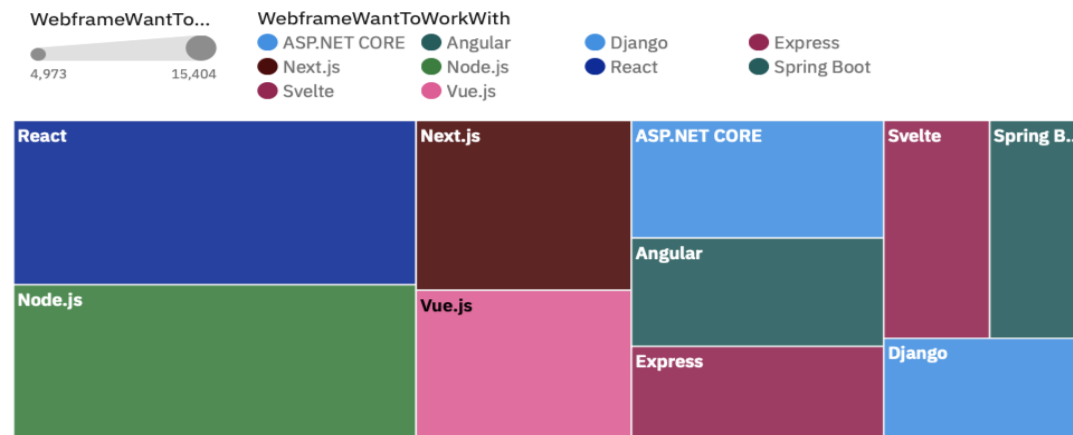 WebframeWantTo...
4,973
15,404
WebframeWantToWorkWith
ASP.NET CORE
Angular
Django
Express
Next.js
Node.js
React
Spring Boot
Svelte
Vue.js
React
Next.js
ASP.NET CORE
Svelte
Spring B..
Angular
Node.js
Vue.js
Django
Express